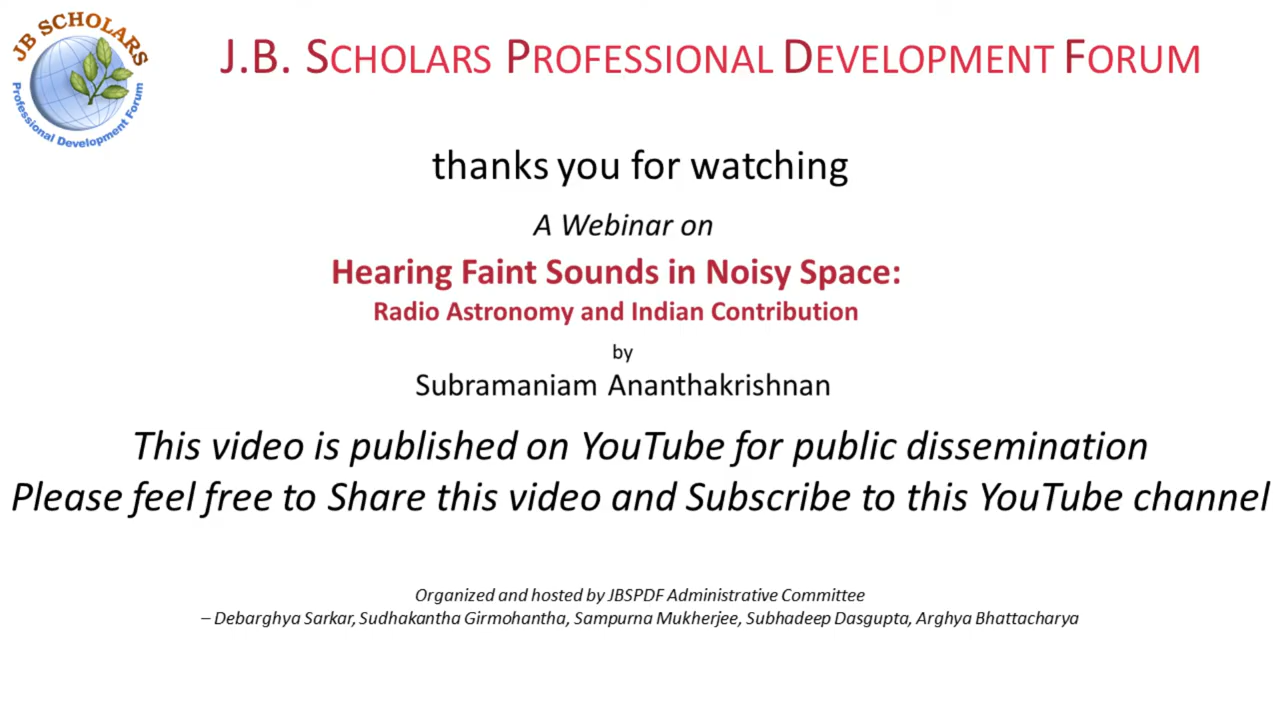 JB SCHOLARS
Professional Development Forum
J.B. SCHOLARS PROFESSIONAL DEVELOPMENT FORUM
thanks you for watching
A Webinar on
Hearing Faint Sounds in Noisy Space:
Radio Astronomy and Indian Contribution
by
Subramaniam Ananthakrishnan
This video is published on YouTube for public dissemination
Please feel free to Share this video and Subscribe to this YouTube channel
Organized and hosted by JBSPDF Administrative Committee
– Debarghya Sarkar, Sudhakantha Girmohantha, Sampurna Mukherjee, Subhadeep Dasgupta, Arghya Bhattacharya